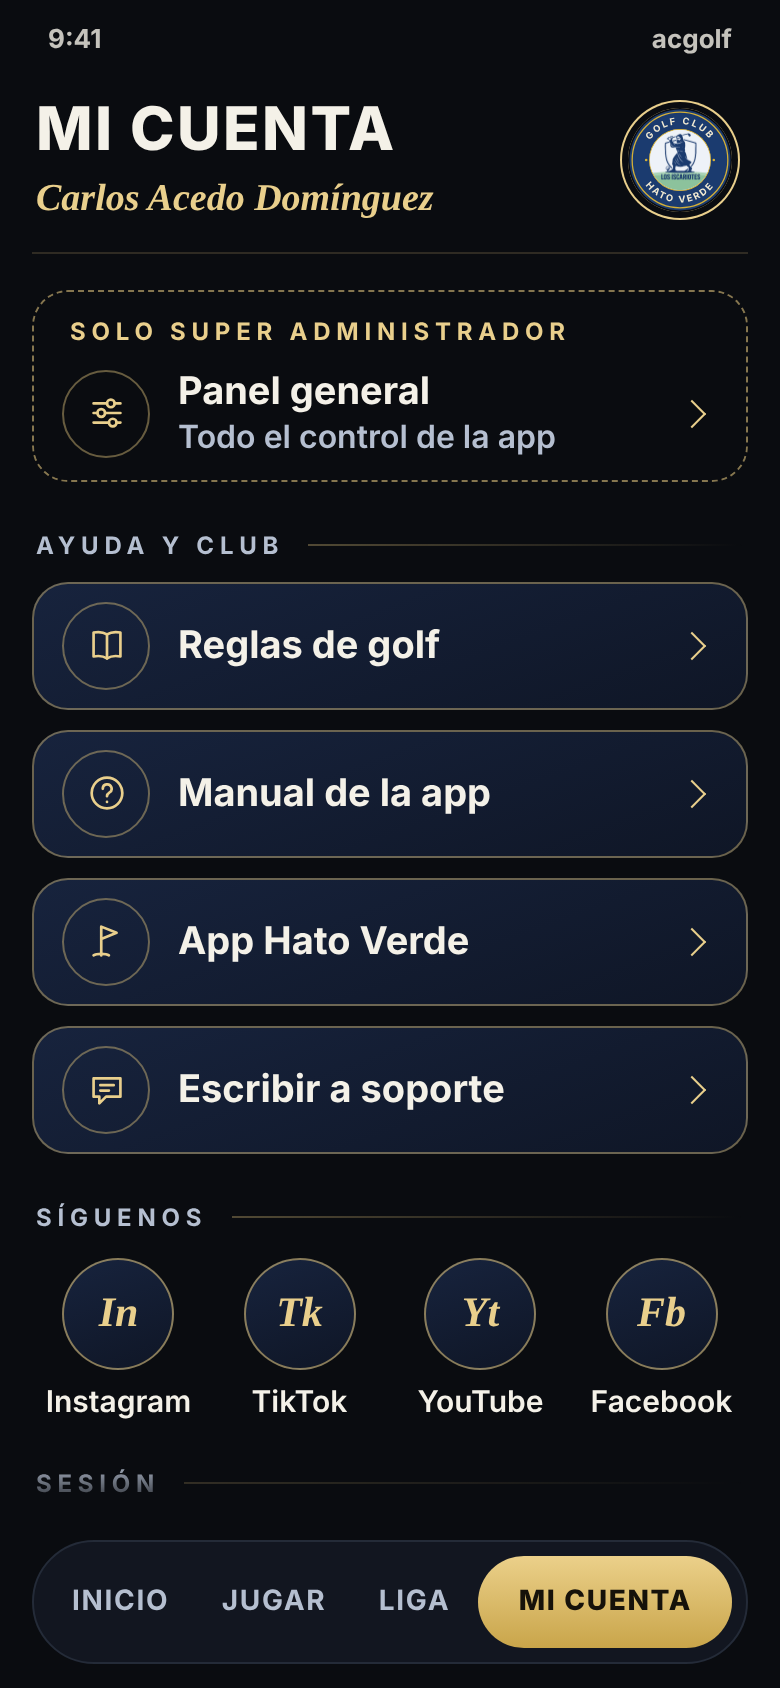 9:41
acgolf
MI CUENTA
Carlos Acedo Domínguez
GOLF CLUB
LOS ISCARIOTES
HATO VERDE
SOLO SUPER ADMINISTRADOR
Panel general
Todo el control de la app
AYUDA Y CLUB
Reglas de golf
Manual de la app
App Hato Verde
Escribir a soporte
SÍGUENOS
In
Tk
Yt
Fb
Instagram
TikTok
YouTube
Facebook
SESIÓN
INICIO
JUGAR
LIGA
MI CUENTA